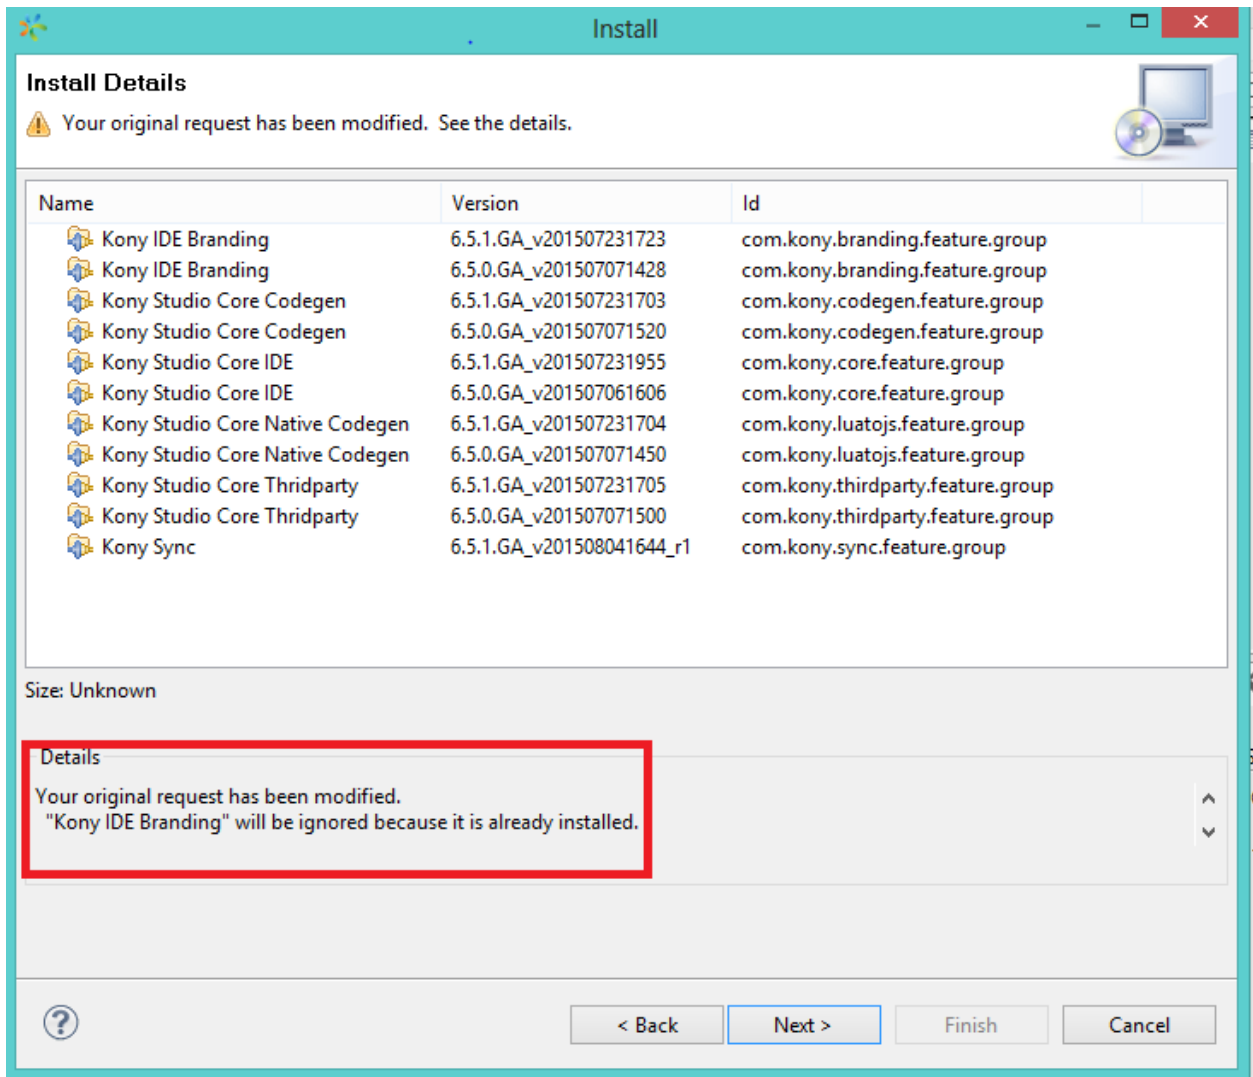 Install
Install Details
Your original request has been modified. See the details.
Name Version Id
Kony IDE Branding 6.5.1.GA_v201507231723 com.kony.branding.feature.group
Kony IDE Branding 6.5.0.GA_v201507071428 com.kony.branding.feature.group
Kony Studio Core Codegen 6.5.1.GA_v201507231703 com.kony.codegen.feature.group
Kony Studio Core Codegen 6.5.0.GA_v201507071520 com.kony.codegen.feature.group
Kony Studio Core IDE 6.5.1.GA_v201507231955 com.kony.core.feature.group
Kony Studio Core IDE 6.5.0.GA_v201507061606 com.kony.core.feature.group
Kony Studio Core Native Codegen 6.5.1.GA_v201507231704 com.kony.luatojs.feature.group
Kony Studio Core Native Codegen 6.5.0.GA_v201507071450 com.kony.luatojs.feature.group
Kony Studio Core Thridparty 6.5.1.GA_v201507231705 com.kony.thirdparty.feature.group
Kony Studio Core Thridparty 6.5.0.GA_v201507071500 com.kony.thirdparty.feature.group
Kony Sync 6.5.1.GA_v201508041644_r1 com.kony.sync.feature.group
Size: Unknown
Details
Your original request has been modified.
"Kony IDE Branding" will be ignored because it is already installed.
? < Back Next > Finish Cancel